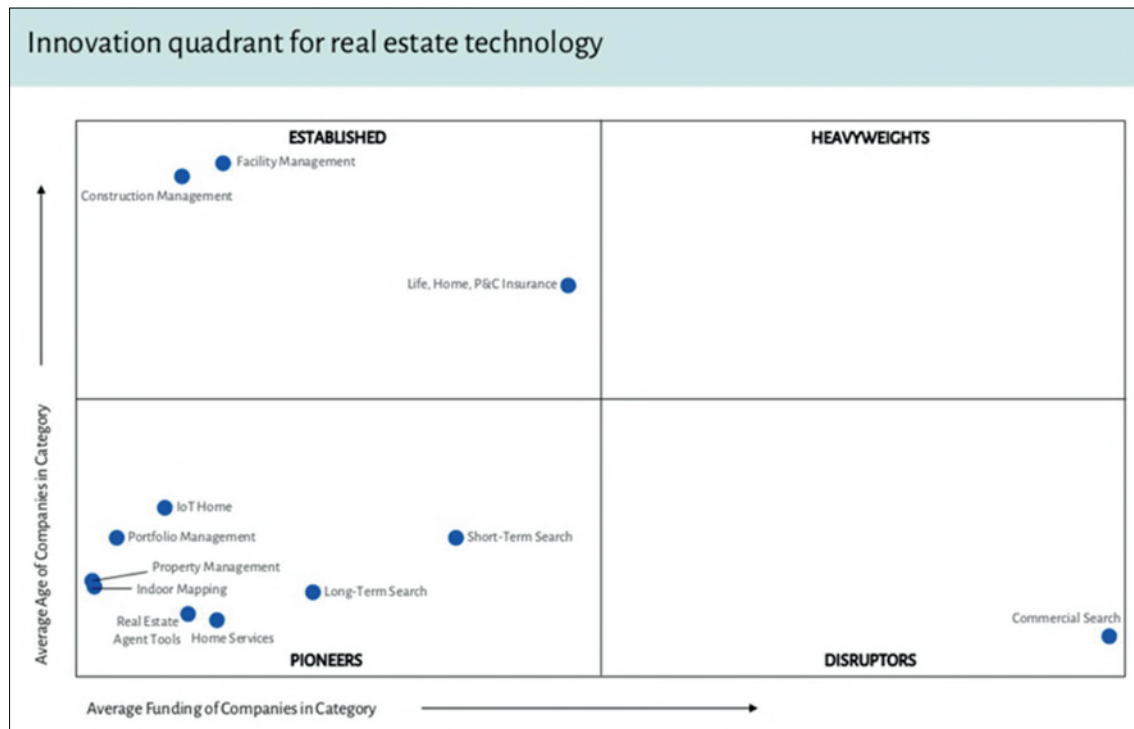 Innovation quadrant for real estate technology
ESTABLISHED
HEAVYWEIGHTS
Facility Management
Construction Management
Life, Home, P&C Insurance
Average Age of Companies in Category
IoT Home
Portfolio Management
Short-Term Search
Property Management
Indoor Mapping
Long-Term Search
Real Estate
Agent Tools
Home Services
Commercial Search
PIONEERS
DISRUPTORS
Average Funding of Companies in Category